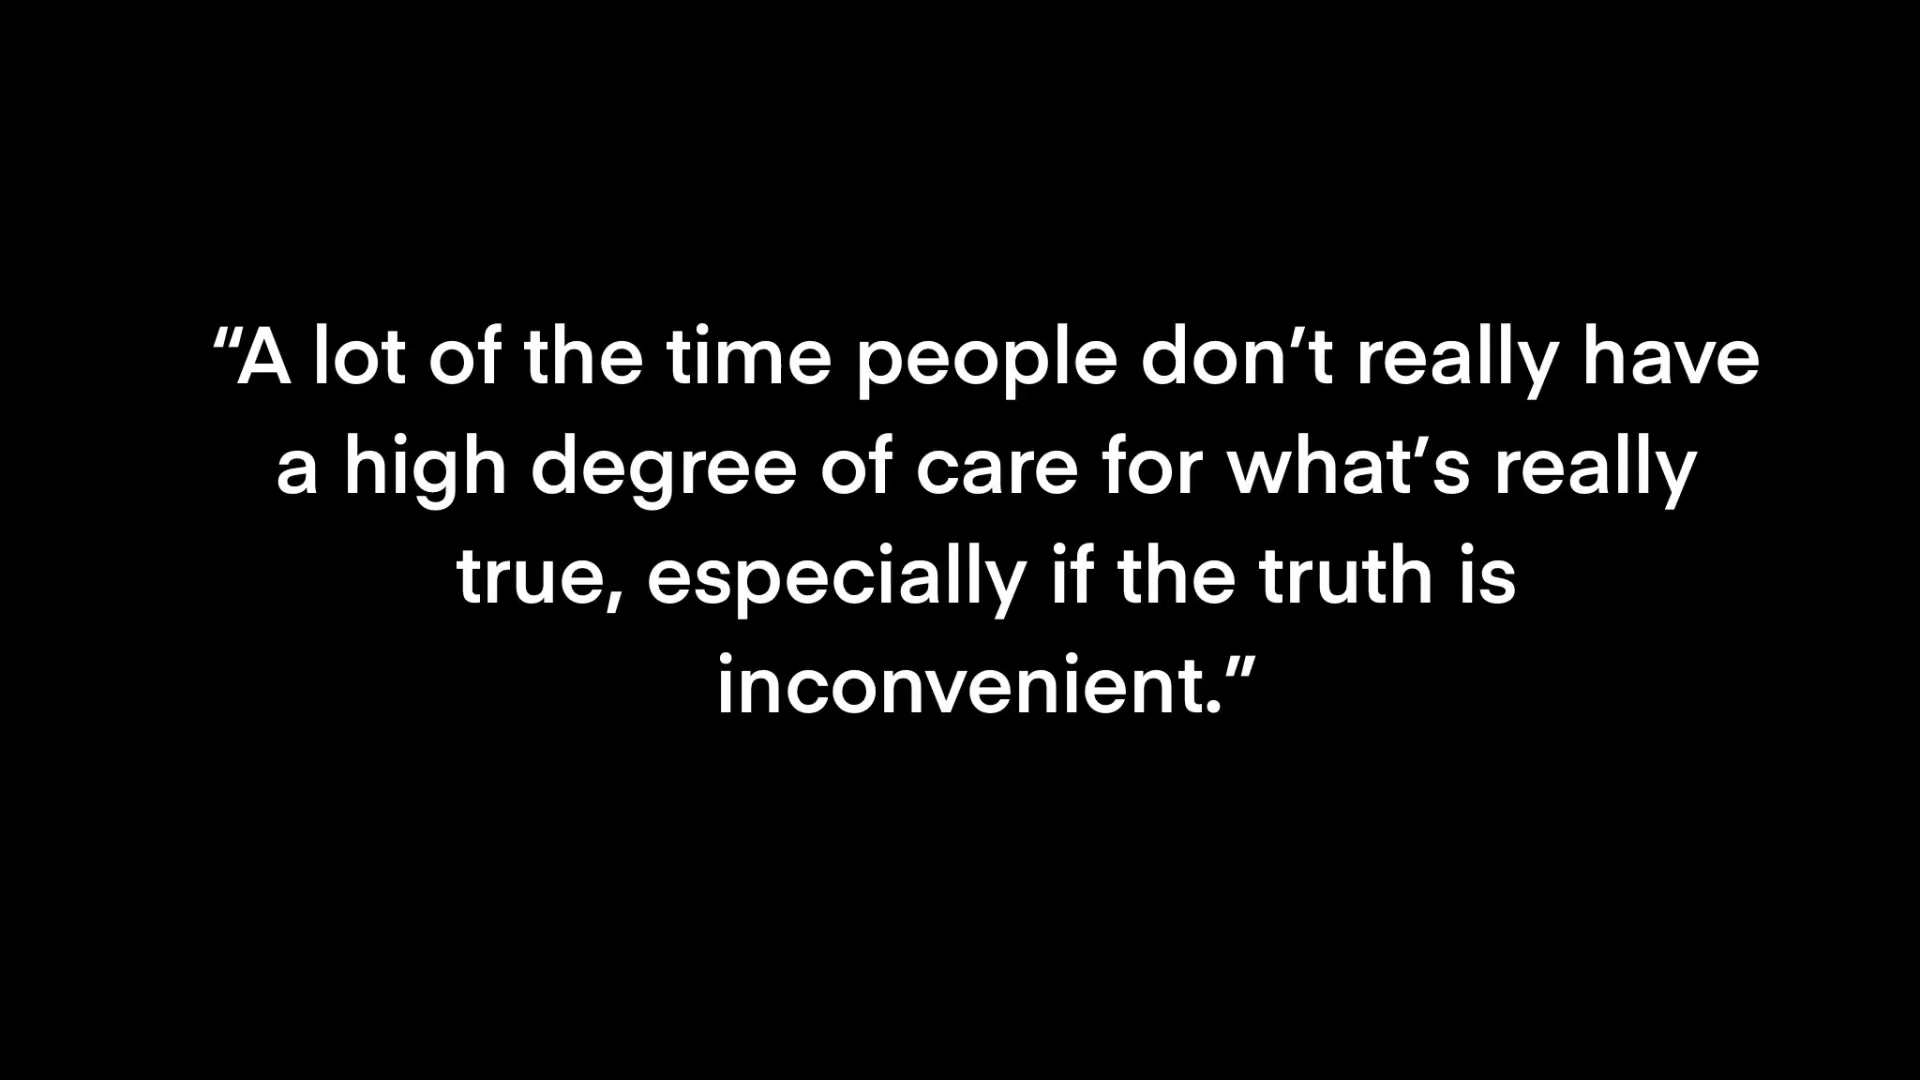 “A lot of the time people don’t really have
a high degree of care for what’s really
true, especially if the truth is
inconvenient.”